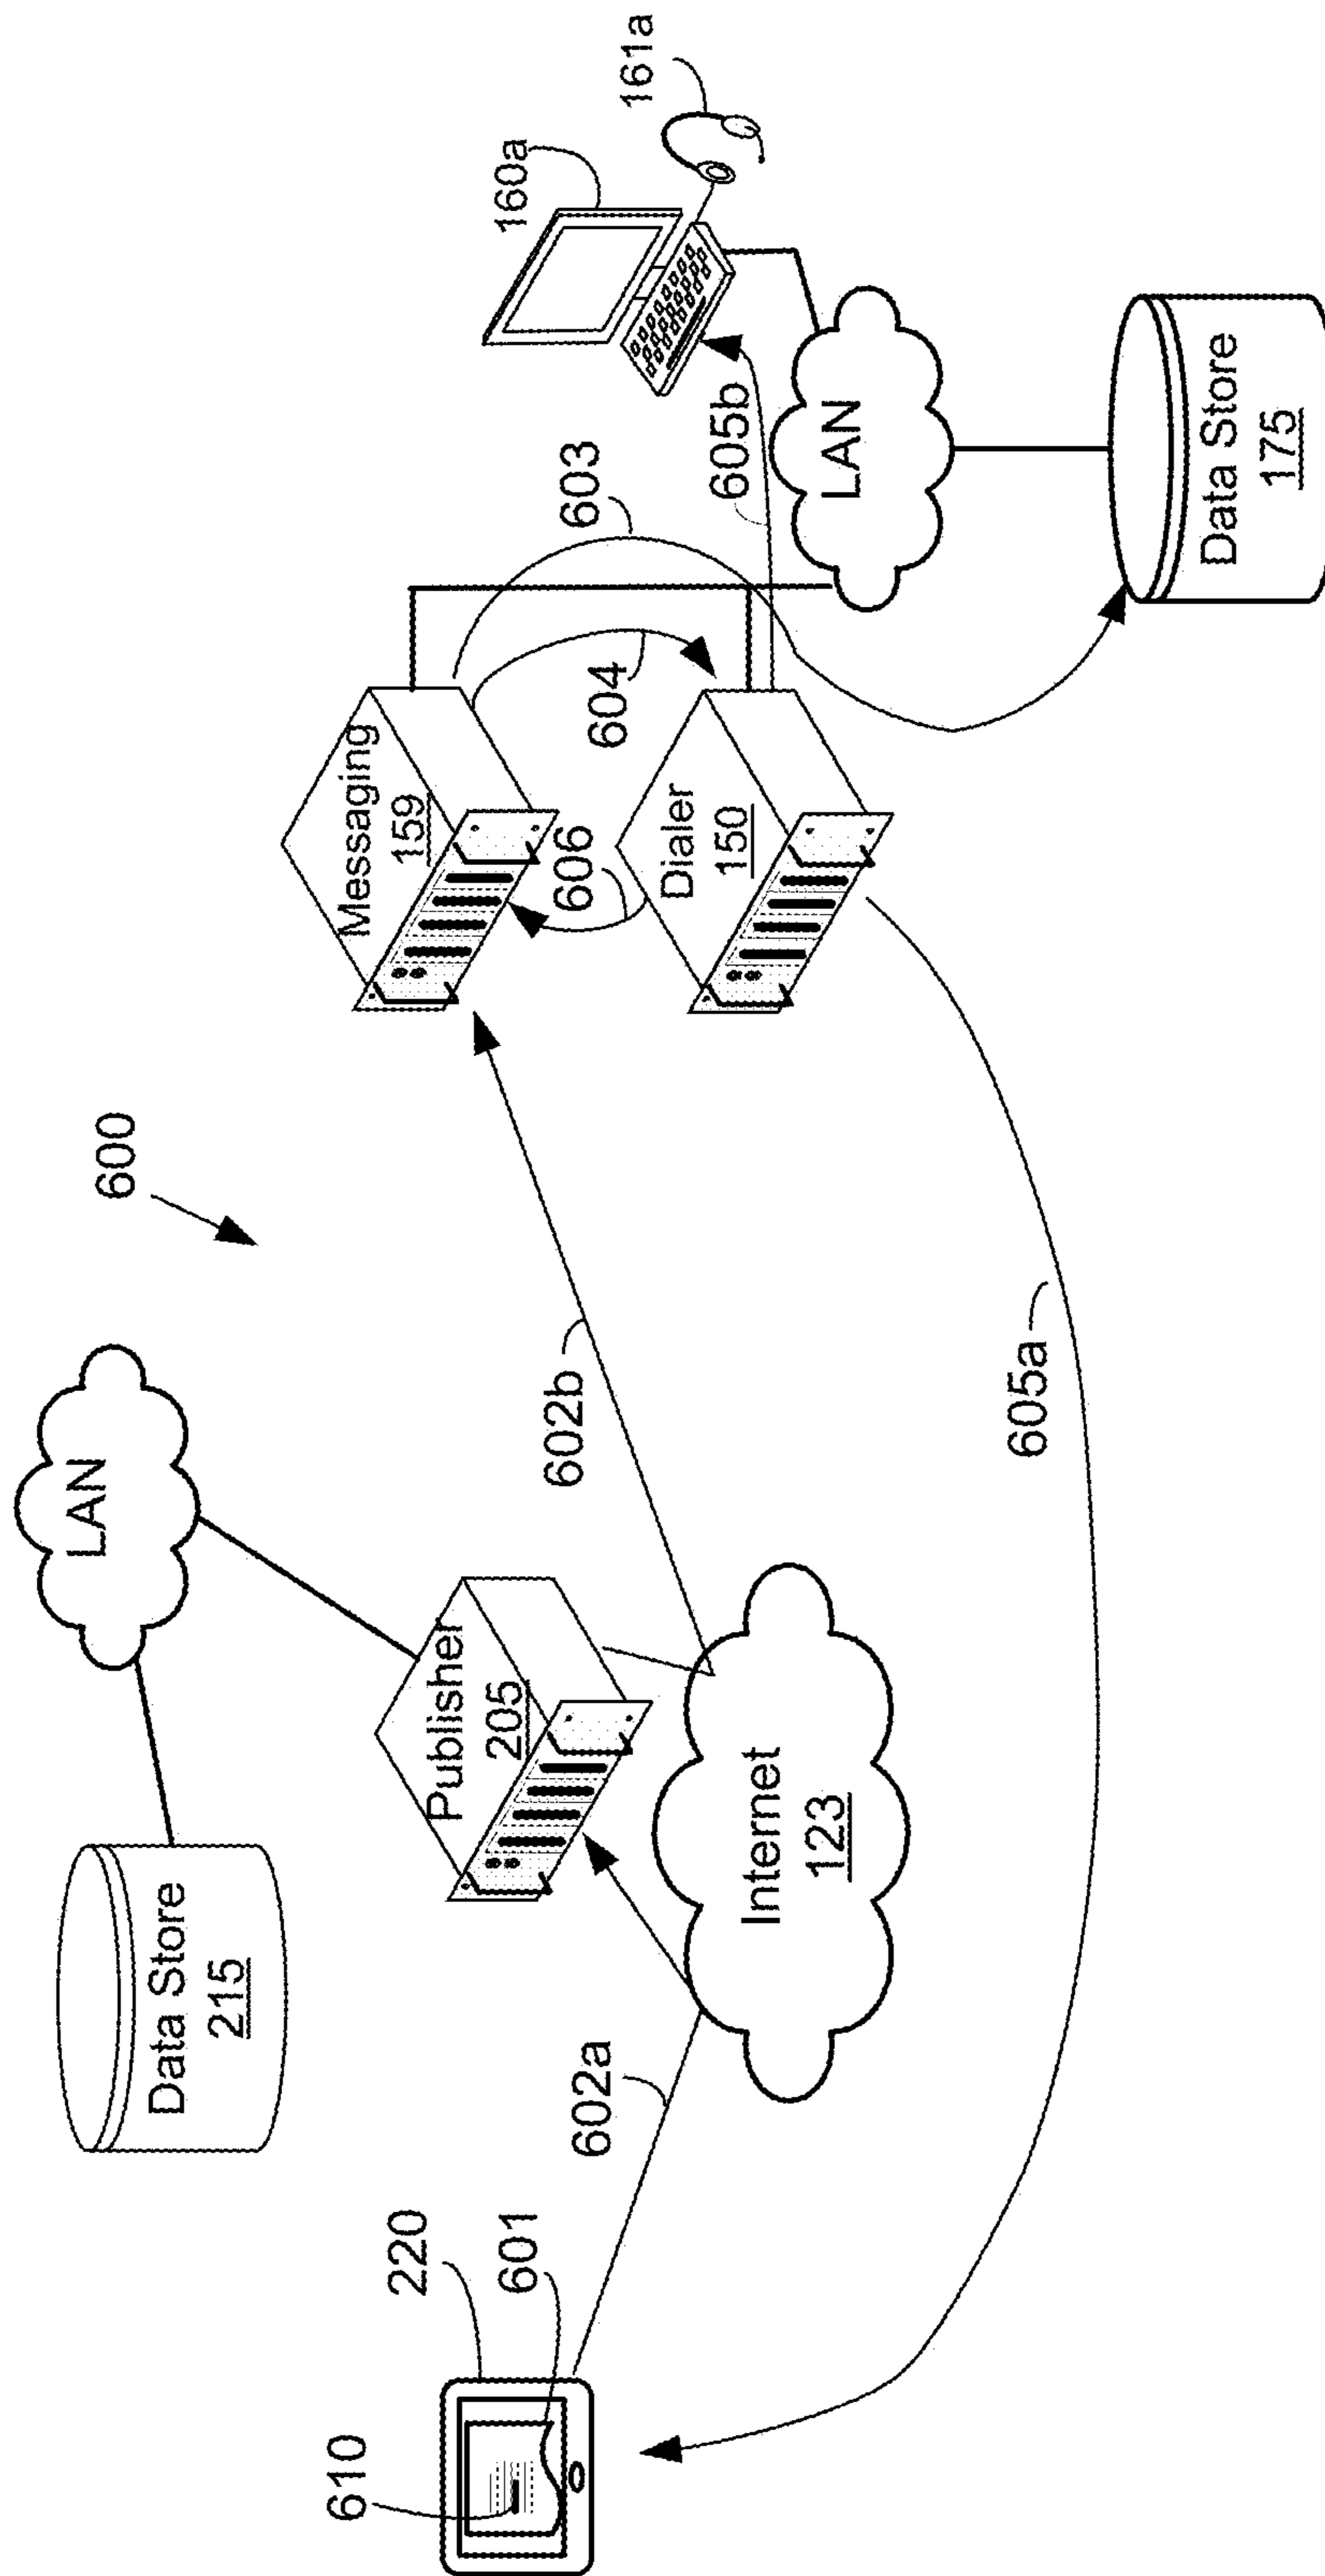 LAN
Data Store
215
600
Publisher
205
Messaging
159
160a
161a
220
610
601
602a
602b
606
604
603
605b
Internet
123
Dialer
150
LAN
605a
Data Store
175